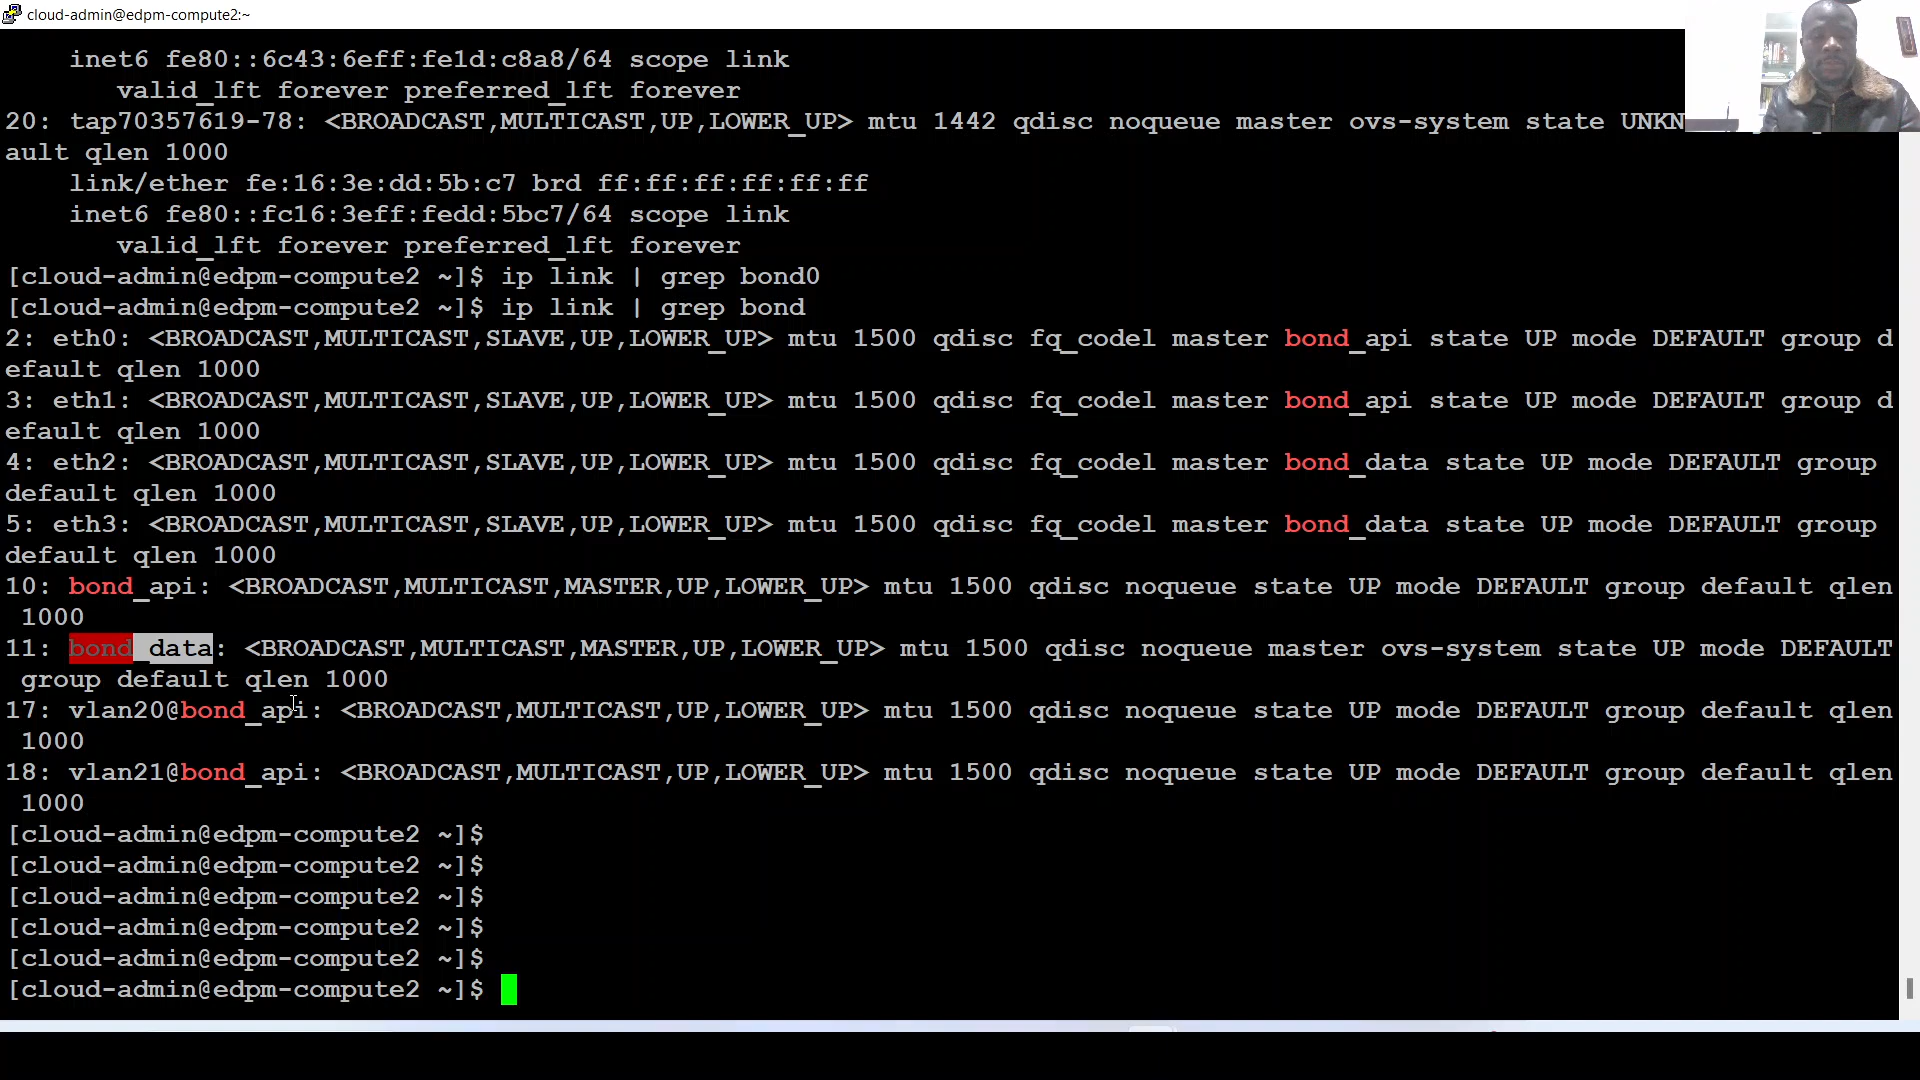 cloud-admin@edpm-compute2:~
    inet6 fe80::6c43:6eff:fe1d:c8a8/64 scope link
       valid_lft forever preferred_lft forever
20: tap70357619-78: <BROADCAST,MULTICAST,UP,LOWER_UP> mtu 1442 qdisc noqueue master ovs-system state UNKN
ault qlen 1000
    link/ether fe:16:3e:dd:5b:c7 brd ff:ff:ff:ff:ff:ff
    inet6 fe80::fc16:3eff:fedd:5bc7/64 scope link
       valid_lft forever preferred_lft forever
[cloud-admin@edpm-compute2 ~]$ ip link | grep bond0
[cloud-admin@edpm-compute2 ~]$ ip link | grep bond
2: eth0: <BROADCAST,MULTICAST,SLAVE,UP,LOWER_UP> mtu 1500 qdisc fq_codel master bond_api state UP mode DEFAULT group d
efault qlen 1000
3: eth1: <BROADCAST,MULTICAST,SLAVE,UP,LOWER_UP> mtu 1500 qdisc fq_codel master bond_api state UP mode DEFAULT group d
efault qlen 1000
4: eth2: <BROADCAST,MULTICAST,SLAVE,UP,LOWER_UP> mtu 1500 qdisc fq_codel master bond_data state UP mode DEFAULT group
default qlen 1000
5: eth3: <BROADCAST,MULTICAST,SLAVE,UP,LOWER_UP> mtu 1500 qdisc fq_codel master bond_data state UP mode DEFAULT group
default qlen 1000
10: bond_api: <BROADCAST,MULTICAST,MASTER,UP,LOWER_UP> mtu 1500 qdisc noqueue state UP mode DEFAULT group default qlen
 1000
11: bond_data: <BROADCAST,MULTICAST,MASTER,UP,LOWER_UP> mtu 1500 qdisc noqueue master ovs-system state UP mode DEFAULT
 group default qlen 1000
17: vlan20@bond_api: <BROADCAST,MULTICAST,UP,LOWER_UP> mtu 1500 qdisc noqueue state UP mode DEFAULT group default qlen
 1000
18: vlan21@bond_api: <BROADCAST,MULTICAST,UP,LOWER_UP> mtu 1500 qdisc noqueue state UP mode DEFAULT group default qlen
 1000
[cloud-admin@edpm-compute2 ~]$
[cloud-admin@edpm-compute2 ~]$
[cloud-admin@edpm-compute2 ~]$
[cloud-admin@edpm-compute2 ~]$
[cloud-admin@edpm-compute2 ~]$
[cloud-admin@edpm-compute2 ~]$